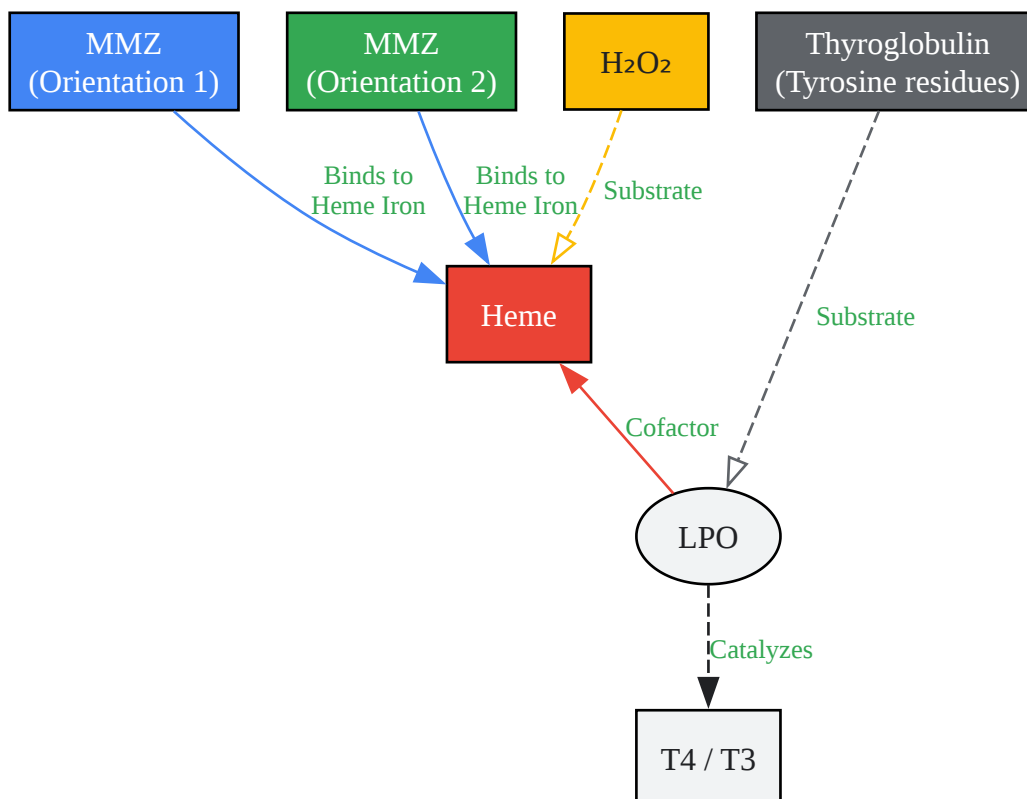 MMZ
(Orientation 1)
MMZ
(Orientation 2)
H₂O₂
Thyroglobulin
(Tyrosine residues)
Binds to
Heme Iron
Binds to
Heme Iron
Substrate
Heme
Substrate
Cofactor
LPO
Catalyzes
T4 / T3